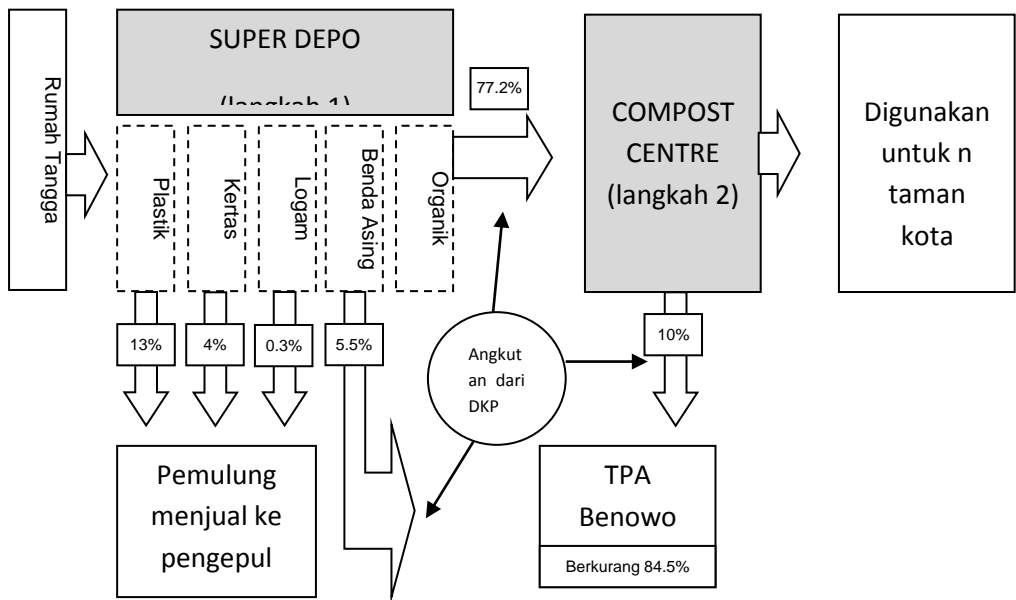 Rumah Tangga
SUPER DEPO
(langkah 1)
77.2%
Plastik
Kertas
Logam
Benda Asing
Organik
COMPOST
CENTRE
(langkah 2)
Digunakan
untuk n
taman
kota
13%
4%
0.3%
5.5%
10%
Angkut
an dari
DKP
Pemulung
menjual ke
pengepul
TPA
Benowo
Berkurang 84.5%